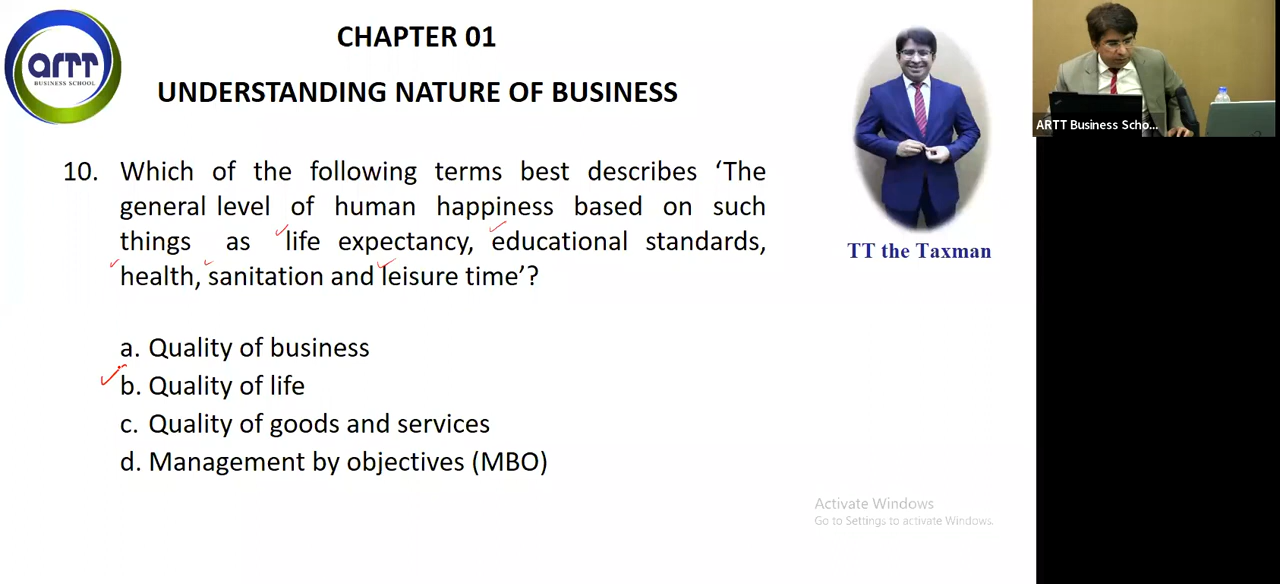 CHAPTER 01
UNDERSTANDING NATURE OF BUSINESS
ARTT
BUSINESS SCHOOL
ARTT Business Scho...
TT the Taxman
10. Which of the following terms best describes ‘The
general level of human happiness based on such
things as life expectancy, educational standards,
health, sanitation and leisure time’?
a. Quality of business
b. Quality of life
c. Quality of goods and services
d. Management by objectives (MBO)
Activate Windows
Go to Settings to activate Windows.